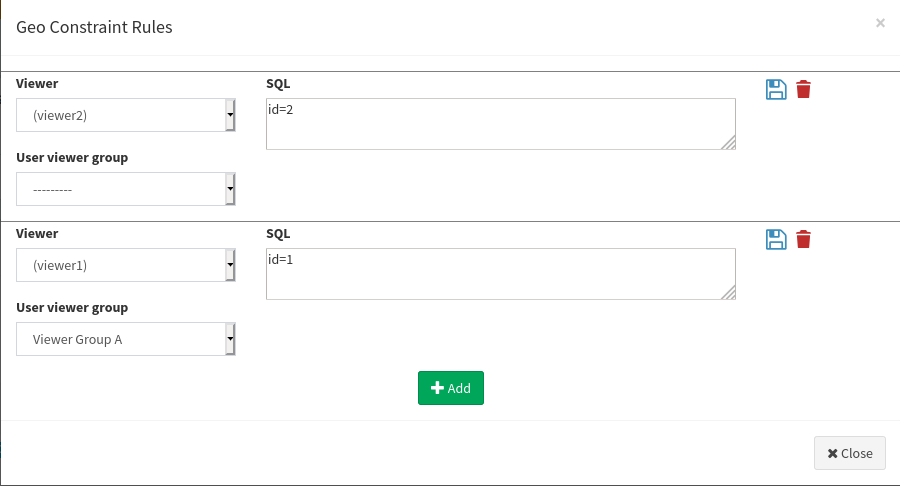 Geo Constraint Rules
×
Viewer
SQL
(viewer2)
id=2
User viewer group
---------
Viewer
SQL
(viewer1)
id=1
User viewer group
Viewer Group A
Add
Close